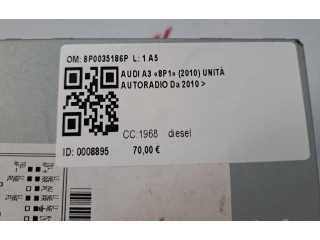 OM: 8P0035186P L: 1 A5
AUDI A3 «8P1» (2010) UNITÀ
AUTORADIO Da 2010 >
CC:1968 diesel
ID: 0008895 70,00 €